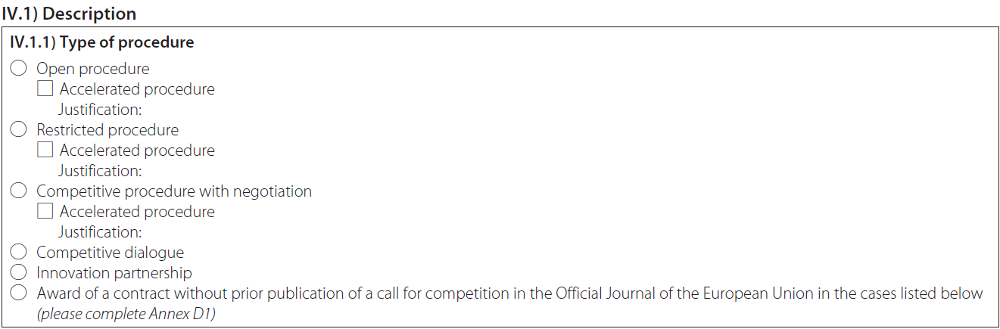 IV.1) Description
IV.1.1) Type of procedure
Open procedure
Accelerated procedure
Justification:
Restricted procedure
Accelerated procedure
Justification:
Competitive procedure with negotiation
Accelerated procedure
Justification:
Competitive dialogue
Innovation partnership
Award of a contract without prior publication of a call for competition in the Official Journal of the European Union in the cases listed below
(please complete Annex D1)